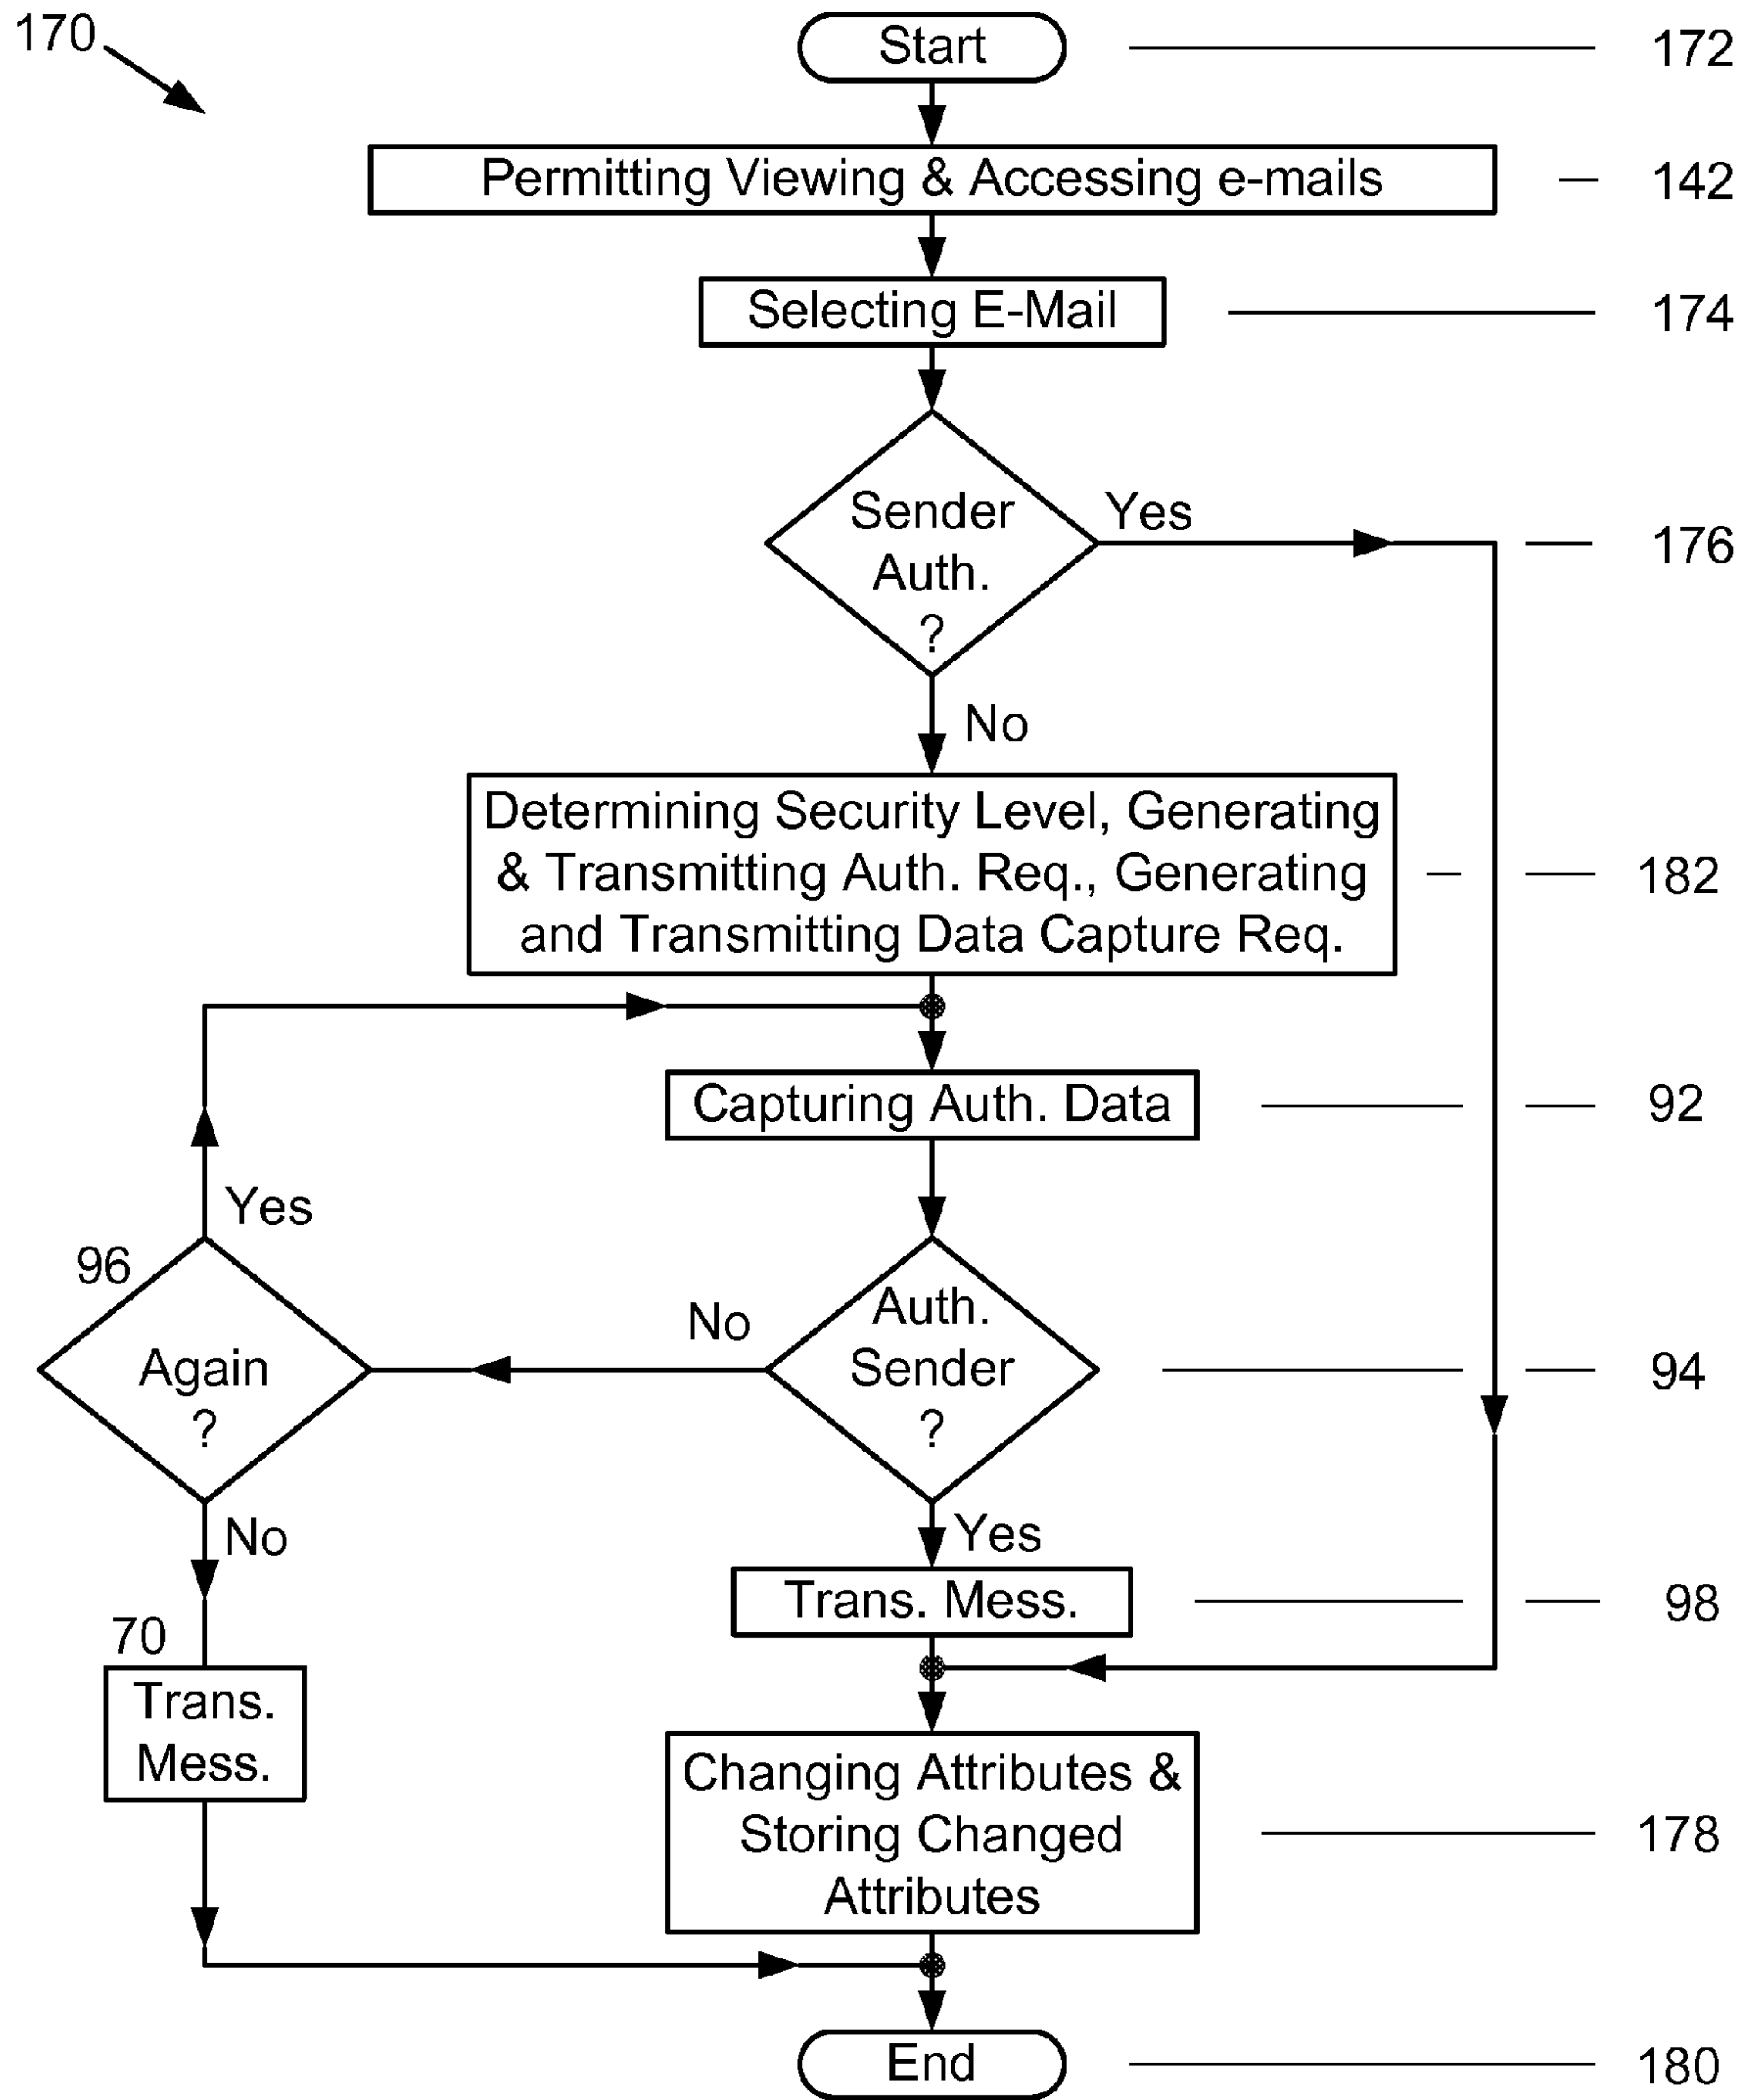 170
Start
172
Permitting Viewing & Accessing e-mails
142
Selecting E-Mail
174
Sender
Auth.
?
Yes
176
No
Determining Security Level, Generating
& Transmitting Auth. Req., Generating
and Transmitting Data Capture Req.
182
Capturing Auth. Data
92
Yes
96
Again
?
No
Auth.
Sender
?
94
No
Yes
Trans. Mess.
98
70
Trans.
Mess.
Changing Attributes &
Storing Changed
Attributes
178
End
180